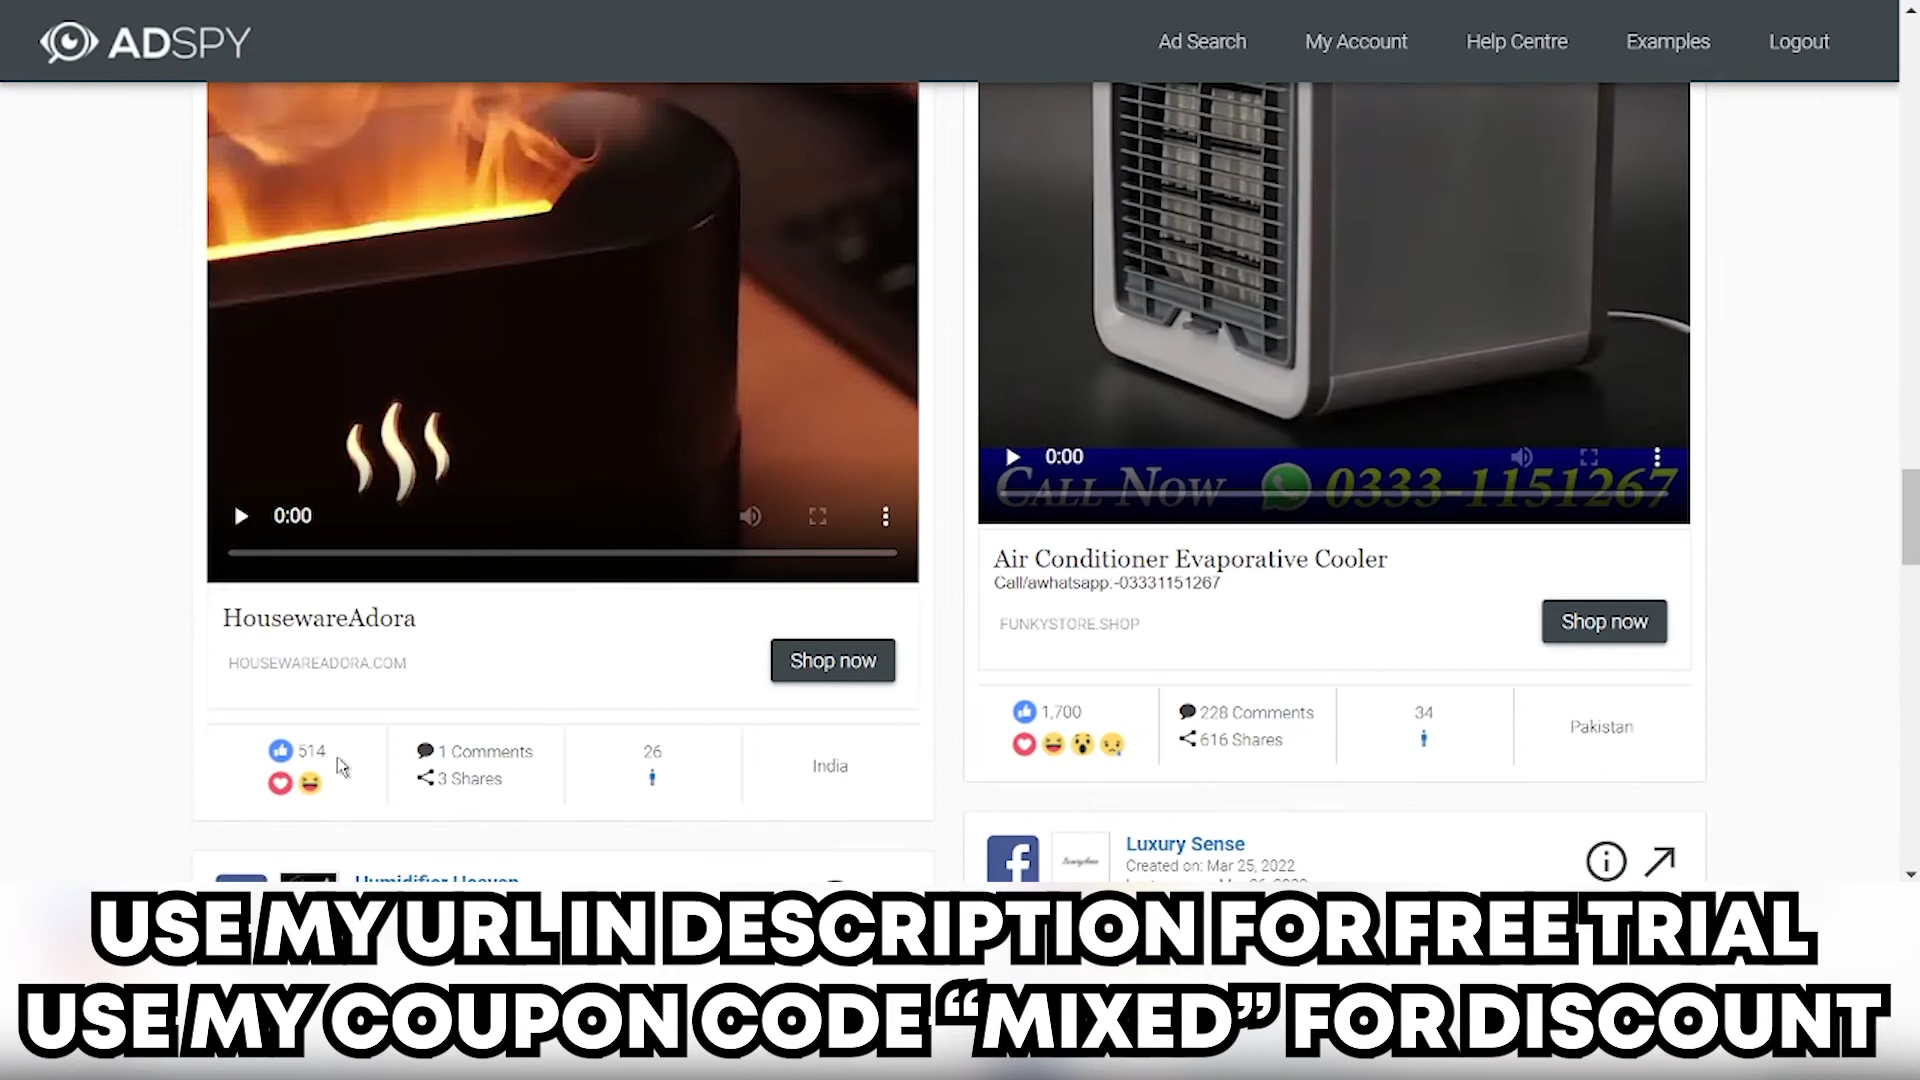 ADSPY
Ad Search
My Account
Help Centre
Examples
Logout
0:00
HousewareAdora
HOUSEWAREADORA.COM
Shop now
514
1 Comments
3 Shares
26
India
0:00
CALL NOW 0333-1151267
Air Conditioner Evaporative Cooler
Call/awhatsapp:-03331151267
FUNKYSTORE.SHOP
Shop now
1,700
228 Comments
616 Shares
34
Pakistan
Luxury Sense
Created on: Mar 25, 2022
Humidifier Heaven
USE MY URL IN DESCRIPTION FOR FREE TRIAL
USE MY COUPON CODE “MIXED” FOR DISCOUNT